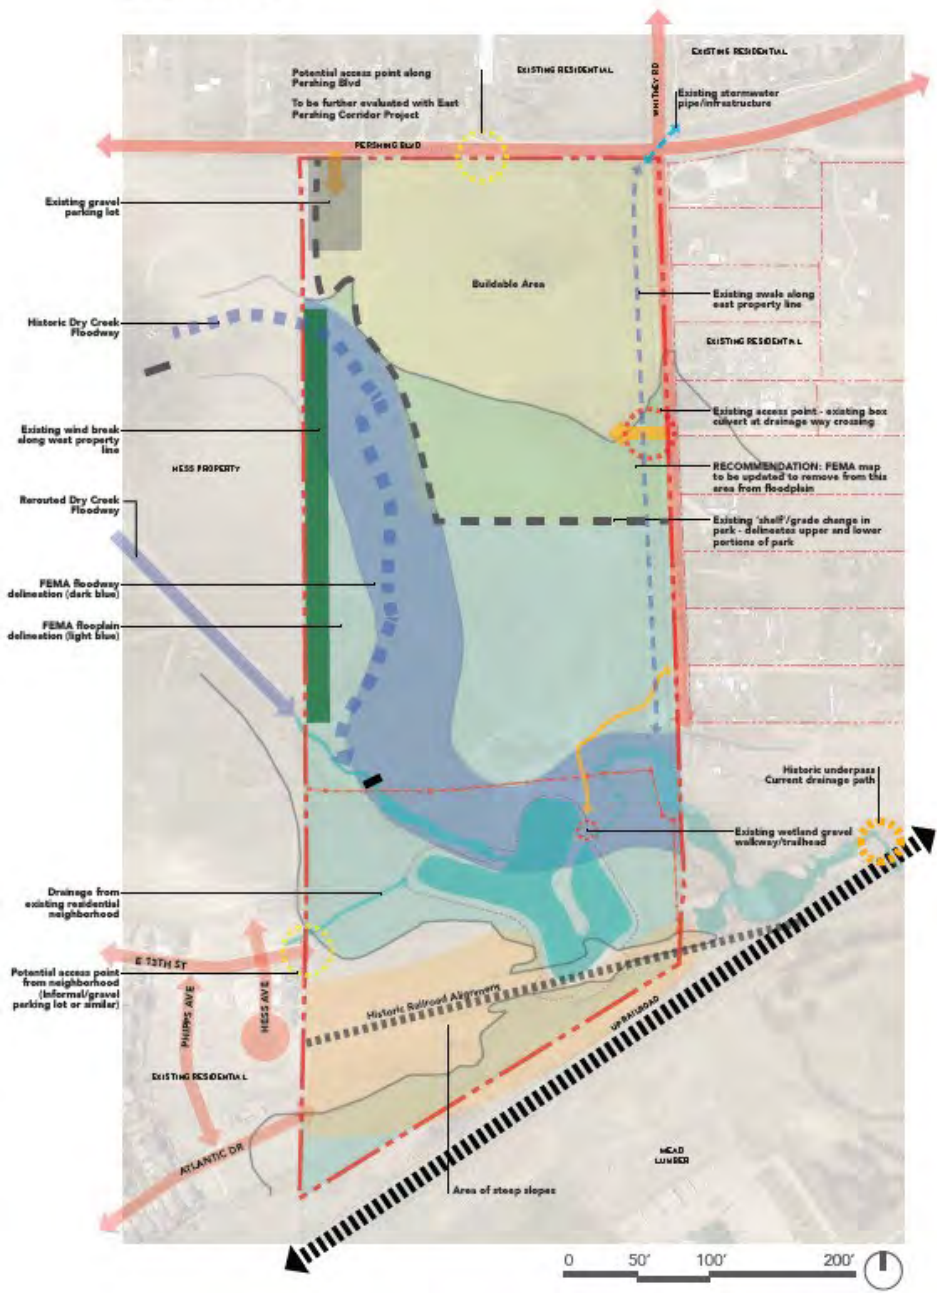 EXISTING RESIDENTIAL
WHITNEY RD
Potential access point along
Pershing Blvd
To be further evaluated with East
Pershing Corridor Project
EXISTING RESIDENTIAL
Existing stormwater
pipe/infrastructure
PERSHING BLVD
Existing gravel
parking lot
Buildable Area
Existing swale along
east property line
Historic Dry Creek
Floodway
EXISTING RESIDENTIAL
Existing access point - existing box
culvert at drainage way crossing
Existing wind break
along west property
line
HESS PROPERTY
RECOMMENDATION: FEMA map
to be updated to remove from this
area from floodplain
Rerouted Dry Creek
Floodway
Existing 'shelf'/grade change in
park - delineates upper and lower
portions of park
FEMA floodway
delineation (dark blue)
FEMA flooplain
delineation (light blue)
Historic underpass
Current drainage path
Existing wetland gravel
walkway/trailhead
Drainage from
existing residential
neighborhood
E 13TH ST
Potential access point
from neighborhood
(Informal/gravel
parking lot or similar)
PHIPPS AVE
HESS AVE
Historic Railroad Alignment
UP RAILROAD
EXISTING RESIDENTIAL
ATLANTIC DR
MEAD
LUMBER
Area of steep slopes
0 50' 100' 200'